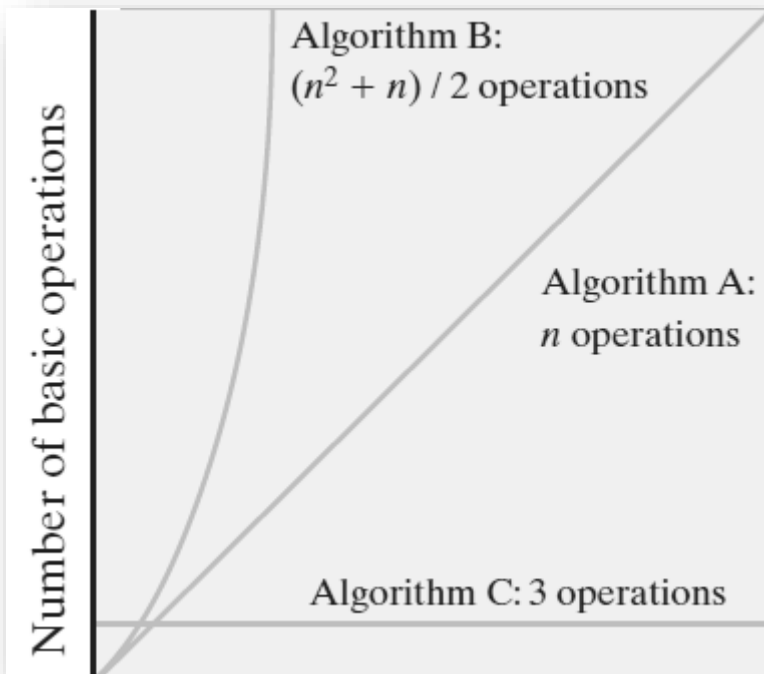 Number of basic operations
Algorithm B:
(n² + n) / 2 operations
Algorithm A:
n operations
Algorithm C: 3 operations